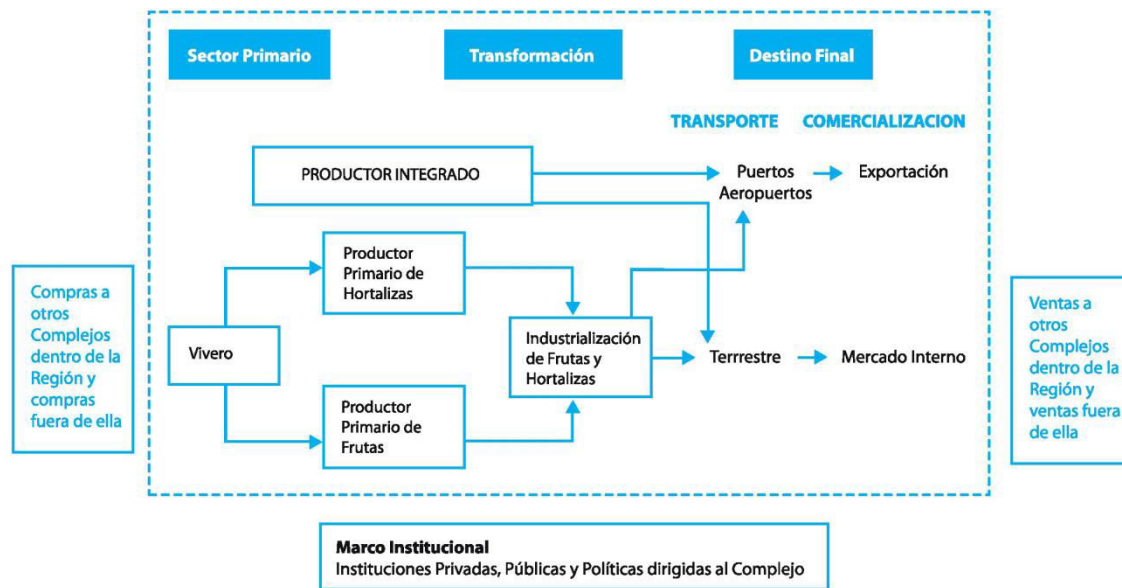 Sector Primario
Transformación
Destino Final
TRANSPORTE
COMERCIALIZACION
PRODUCTOR INTEGRADO
Puertos
Aeropuertos
Exportación
Productor
Primario de
Hortalizas
Compras a
otros
Complejos
dentro de la
Región y
compras
fuera de ella
Vivero
Industrialización
de Frutas y
Hortalizas
Terrrestre
Mercado Interno
Ventas a
otros
Complejos
dentro de la
Región y
ventas fuera
de ella
Productor
Primario de
Frutas
Marco Institucional
Instituciones Privadas, Públicas y Políticas dirigidas al Complejo